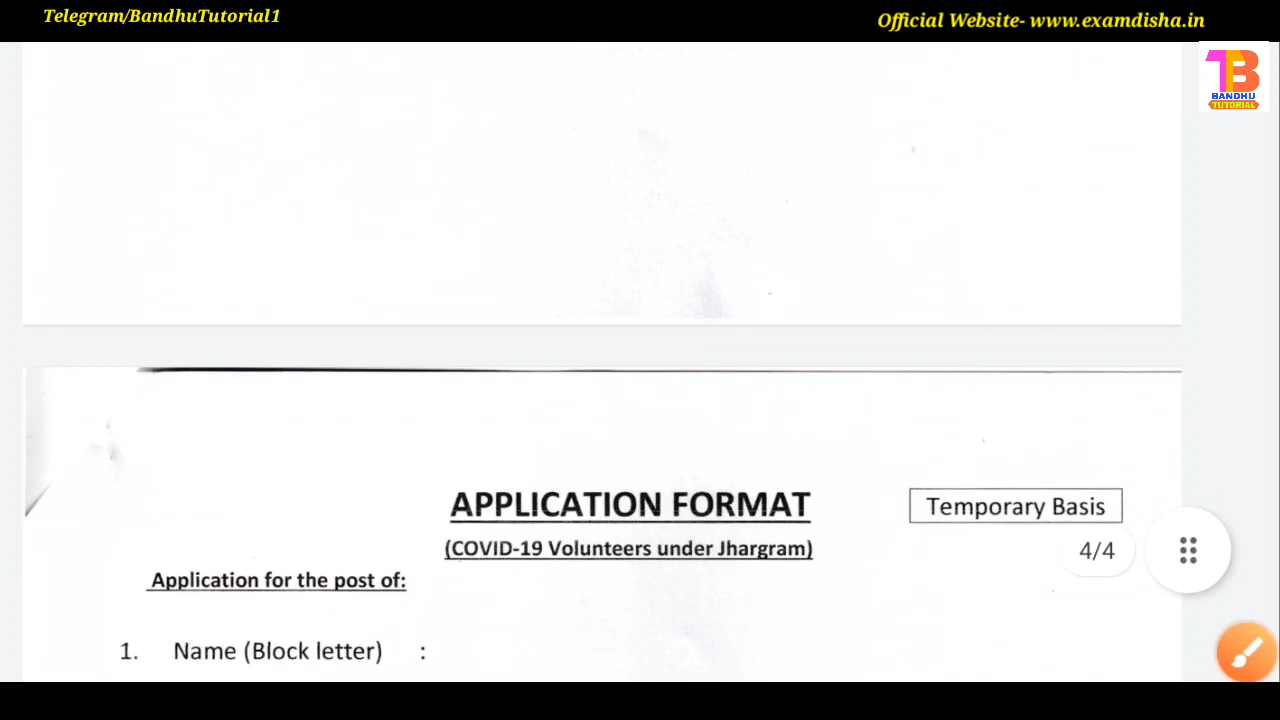 Telegram/BandhuTutorial1
Official Website- www.examdisha.in
TB
BANDHU
TUTORIAL
APPLICATION FORMAT
Temporary Basis
(COVID-19 Volunteers under Jhargram)
4/4
Application for the post of:
1. Name (Block letter) :